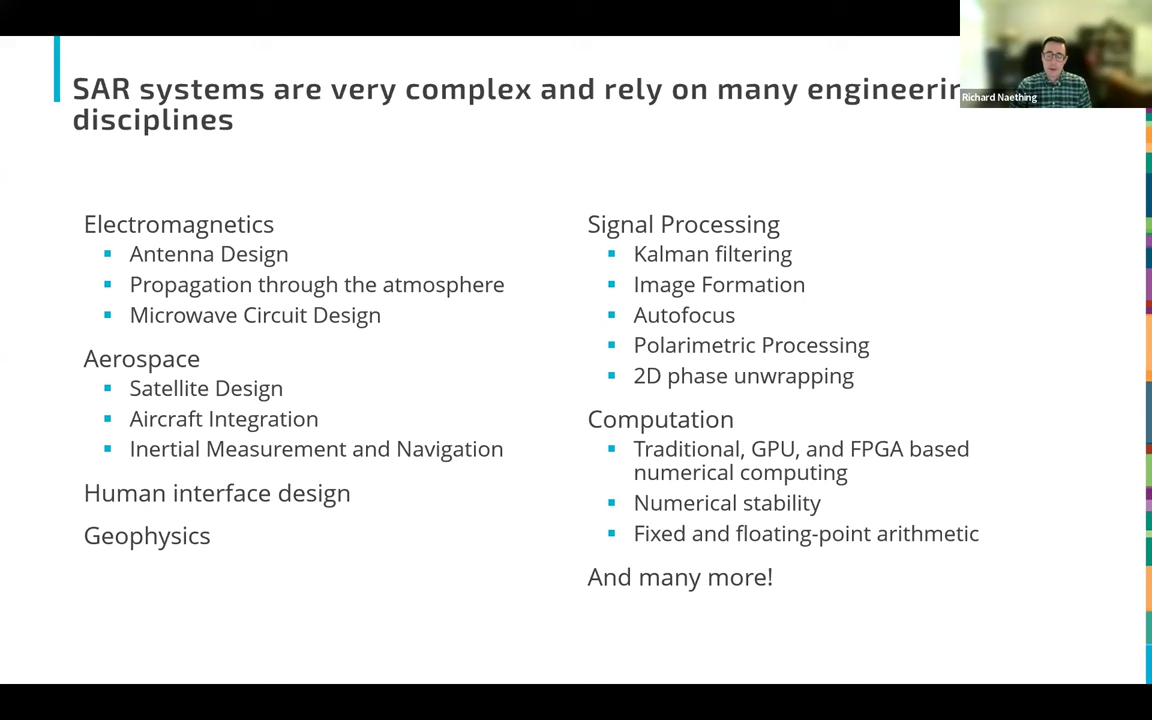 SAR systems are very complex and rely on many engineerin
disciplines
Richard Naething
Electromagnetics
Antenna Design
Propagation through the atmosphere
Microwave Circuit Design
Aerospace
Satellite Design
Aircraft Integration
Inertial Measurement and Navigation
Human interface design
Geophysics
Signal Processing
Kalman filtering
Image Formation
Autofocus
Polarimetric Processing
2D phase unwrapping
Computation
Traditional, GPU, and FPGA based
numerical computing
Numerical stability
Fixed and floating-point arithmetic
And many more!